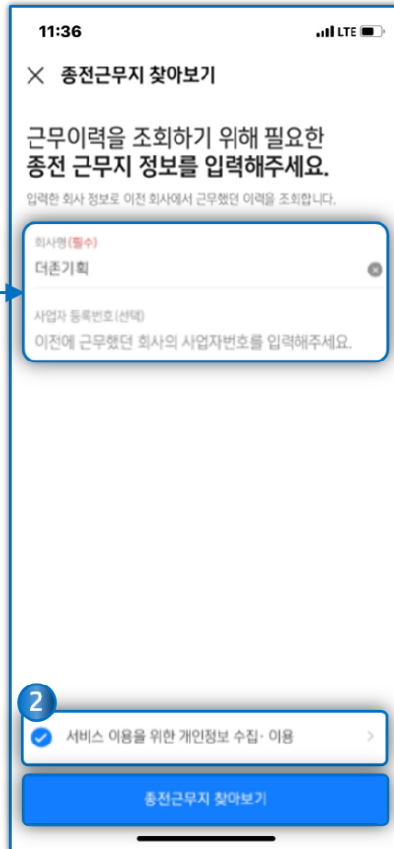 11:36
LTE
종전근무지 찾아보기
근무이력을 조회하기 위해 필요한
종전 근무지 정보를 입력해주세요.
입력한 회사 정보로 이전 회사에서 근무했던 이력을 조회합니다.
회사명(필수)
더존기획
사업자 등록번호(선택)
이전에 근무했던 회사의 사업자번호를 입력해주세요.
2
서비스 이용을 위한 개인정보 수집· 이용
종전근무지 찾아보기